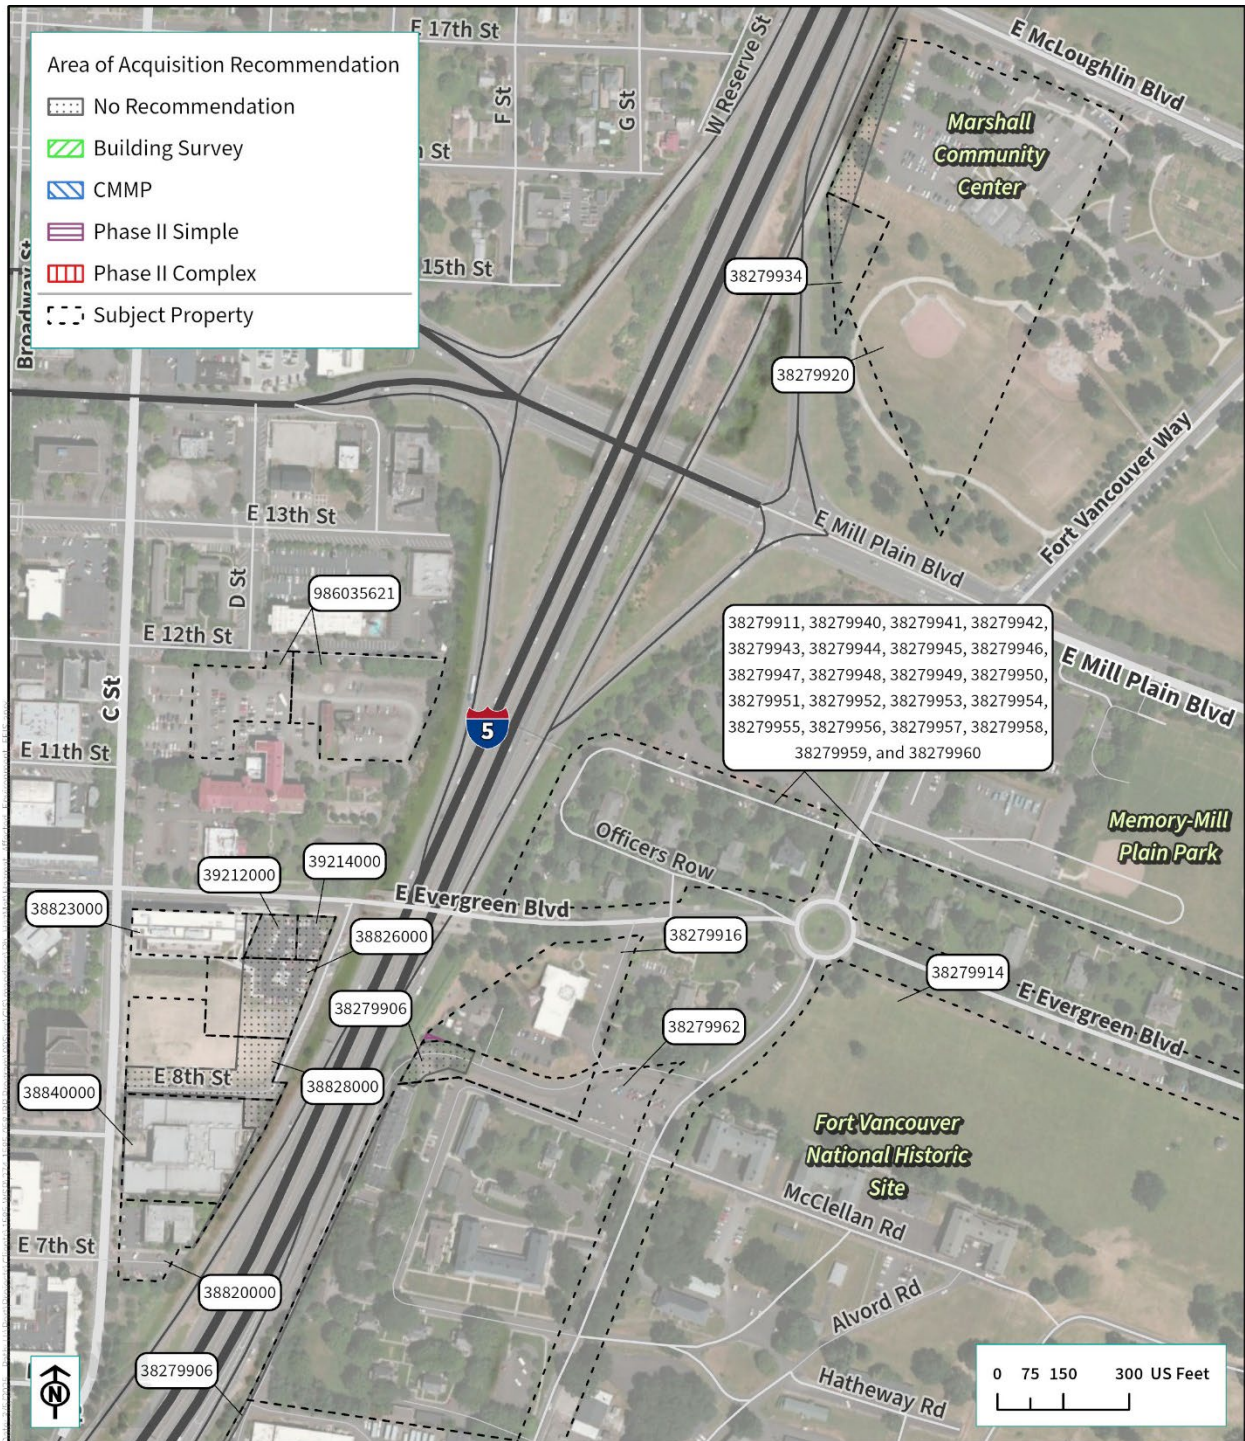 E 17th St
E McLoughlin Blvd
W Reserve St
F St
G St
Area of Acquisition Recommendation
No Recommendation
Building Survey
CMMP
Phase II Simple
Phase II Complex
Subject Property
Marshall
Community
Center
h St
15th St
Broadway St
38279934
38279920
Fort Vancouver Way
E 13th St
E Mill Plain Blvd
D St
986035621
E 12th St
38279911, 38279940, 38279941, 38279942,
38279943, 38279944, 38279945, 38279946,
38279947, 38279948, 38279949, 38279950,
38279951, 38279952, 38279953, 38279954,
38279955, 38279956, 38279957, 38279958,
38279959, and 38279960
E Mill Plain Blvd
C St
5
E 11th St
Officers Row
Memory-Mill
Plain Park
39214000
39212000
E Evergreen Blvd
38823000
38826000
38279916
38279914
38279906
E Evergreen Blvd
38279962
E 8th St
38828000
38840000
Fort Vancouver
National Historic
Site
McClellan Rd
E 7th St
38820000
Alvord Rd
38279906
Hatheway Rd
N
0 75 150 300 US Feet